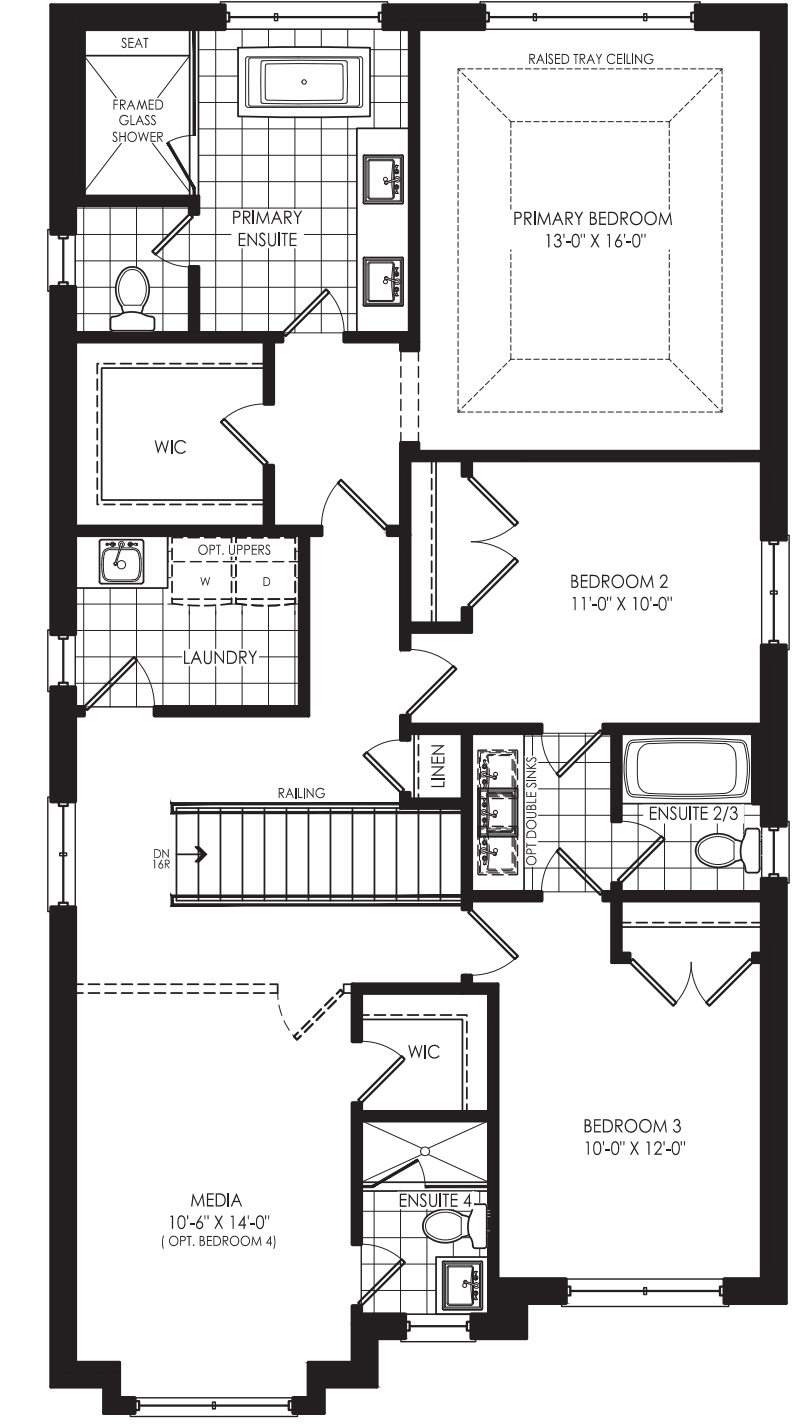 SEAT
RAISED TRAY CEILING
FRAMED
GLASS
SHOWER
PRIMARY
ENSUITE
PRIMARY BEDROOM
13'-0" X 16'-0"
WIC
OPT. UPPERS
W
D
BEDROOM 2
11'-0" X 10'-0"
LAUNDRY
LINEN
RAILING
OPT DOUBLE SINKS
ENSUITE 2/3
DN
16R
WIC
BEDROOM 3
10'-0" X 12'-0"
MEDIA
10'-6" X 14'-0"
( OPT. BEDROOM 4)
ENSUITE 4